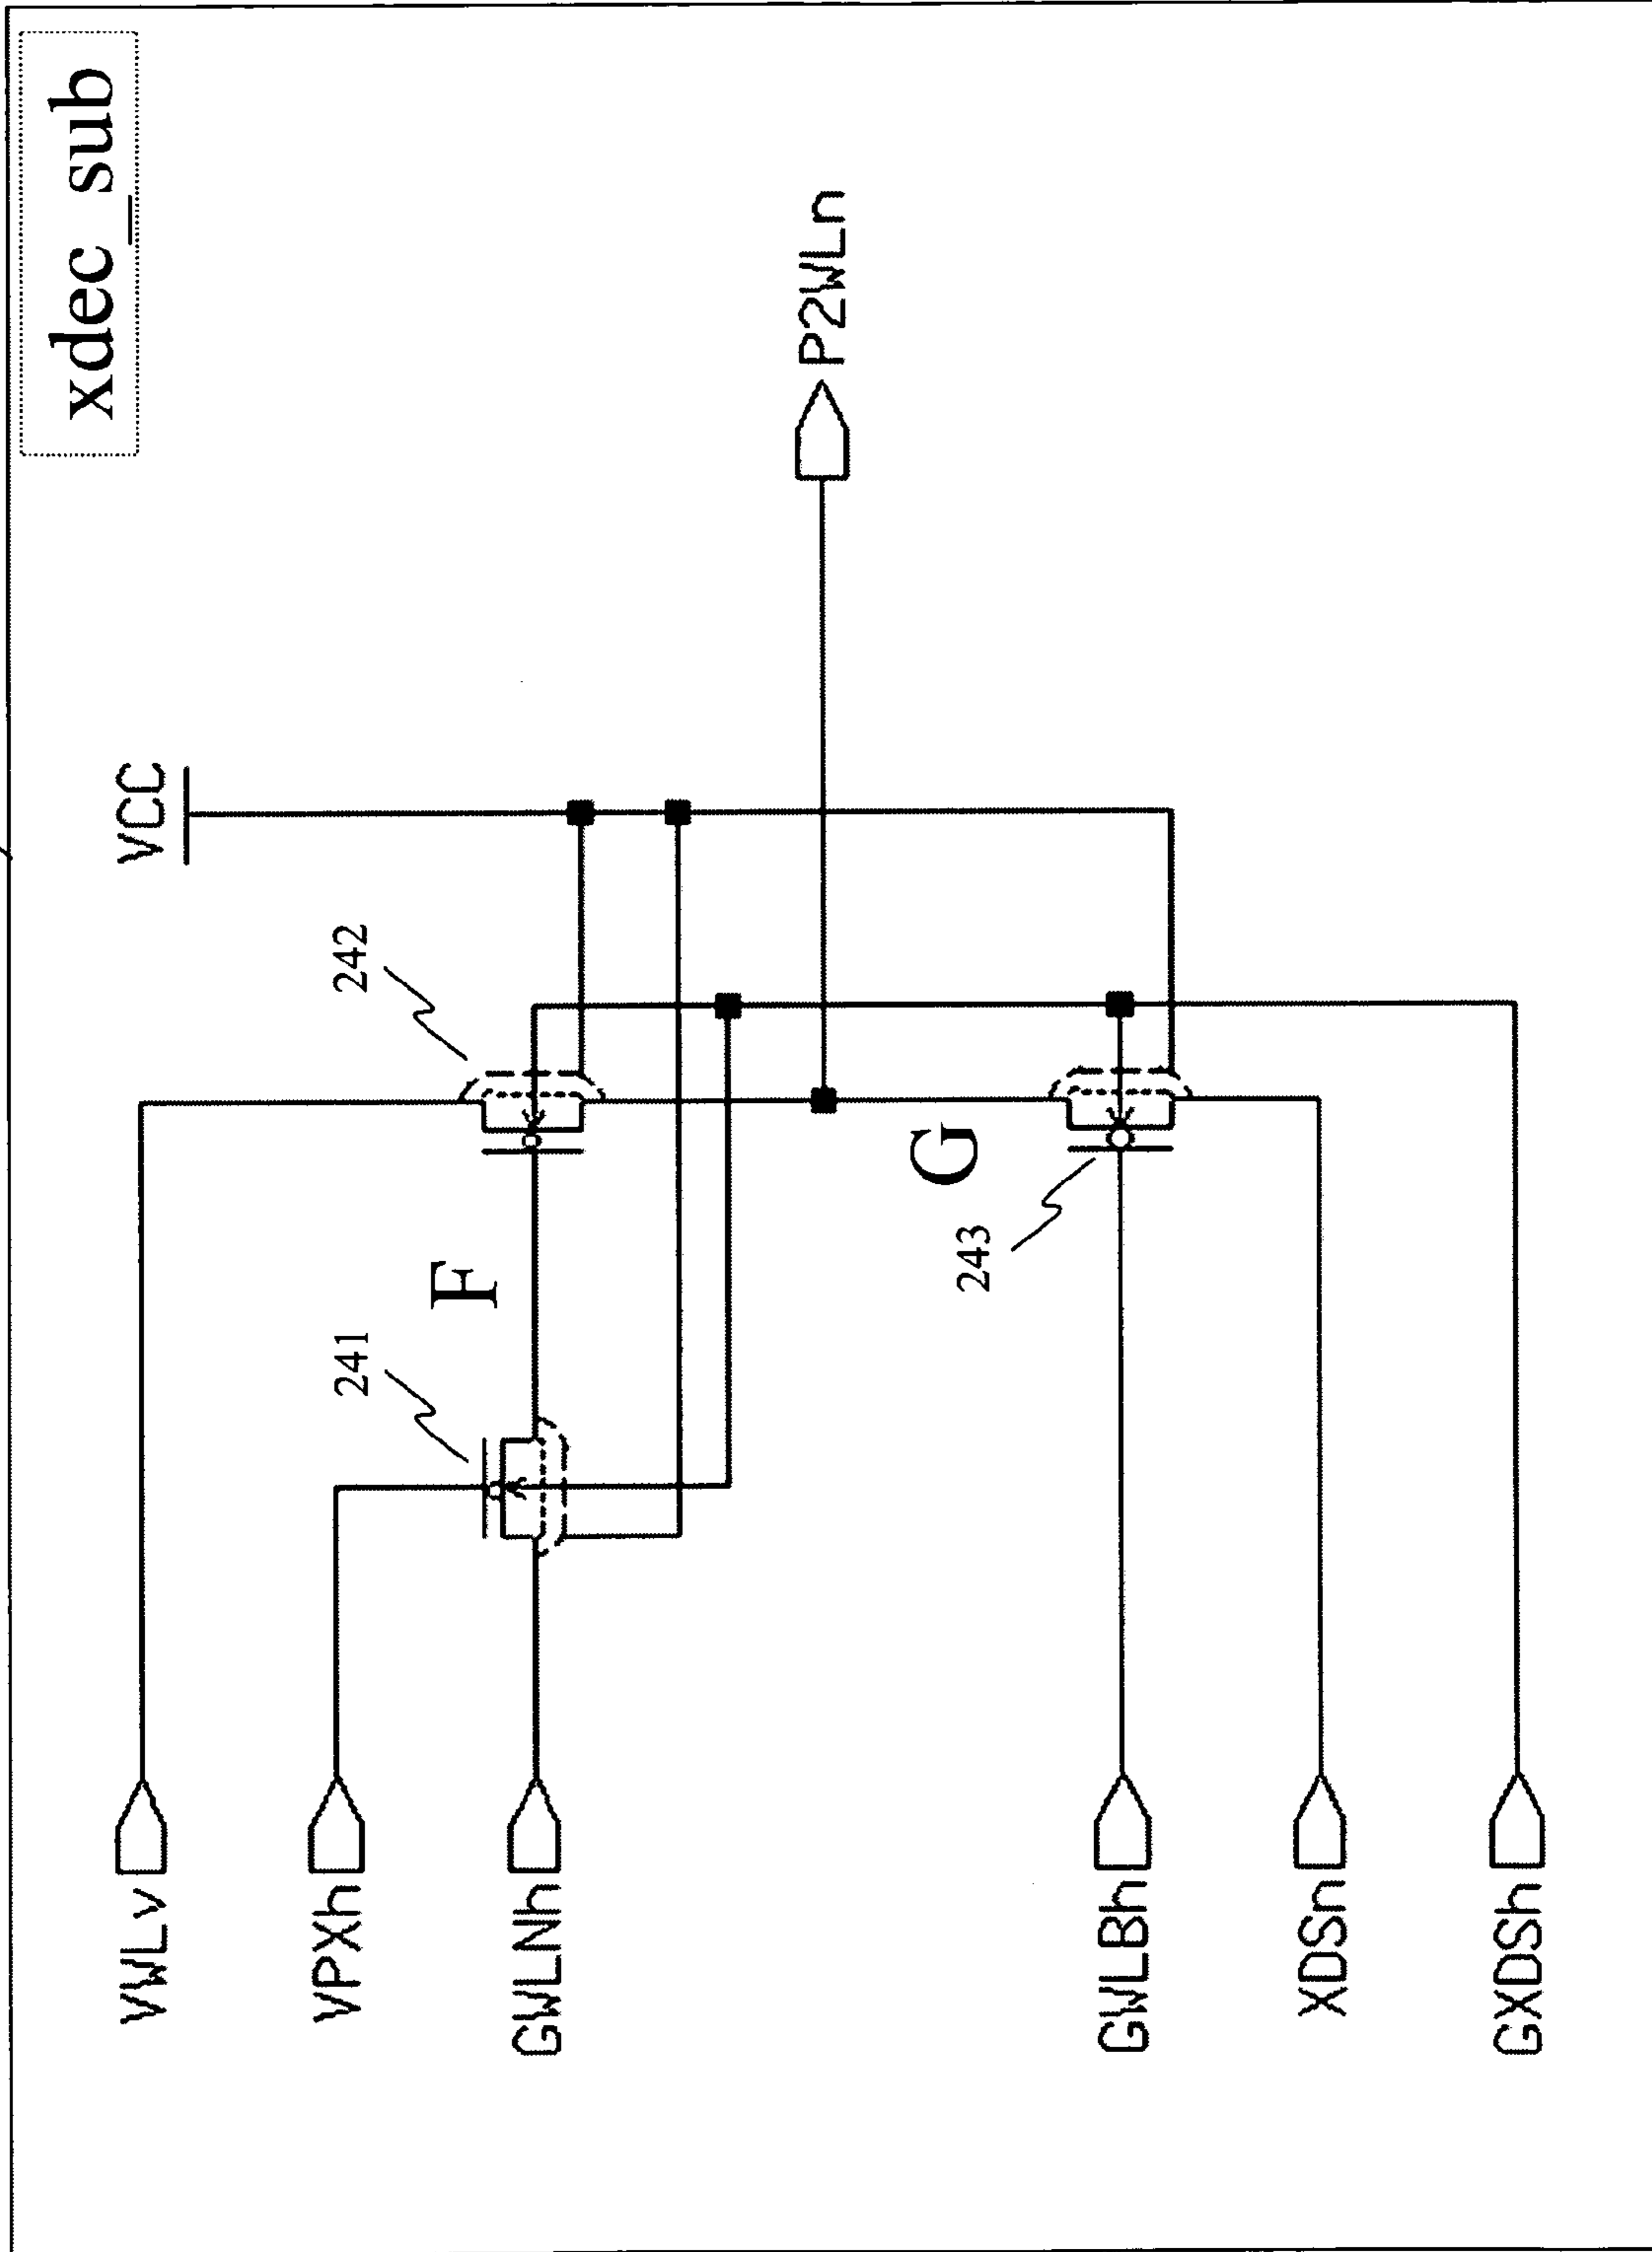 xdec_sub
VCC
VWLv
242
VPXh
241
F
GWLNh
P2WLn
G
243
GWLBh
XDSn
GXDSh